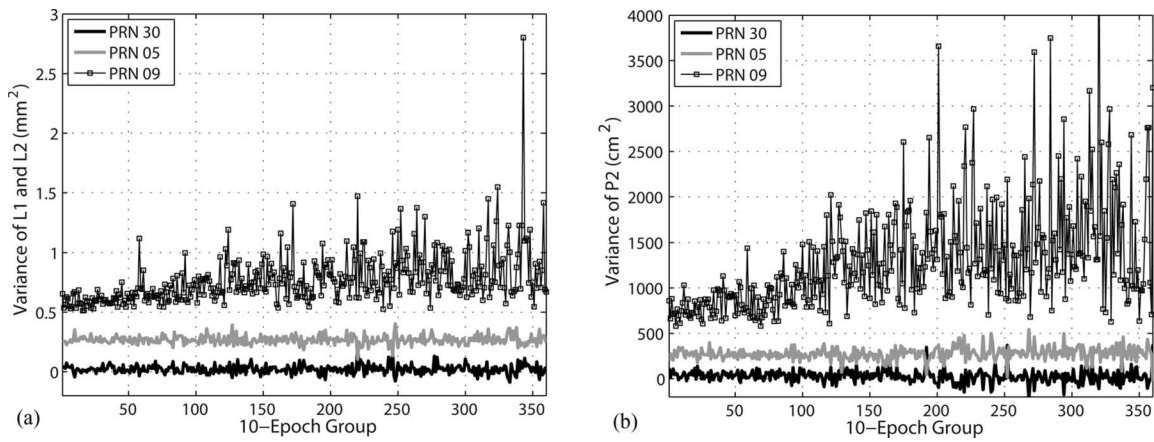 3
2.5
2
1.5
1
0.5
0
Variance of L1 and L2 (mm²)
PRN 30
PRN 05
PRN 09
50 100 150 200 250 300 350
10−Epoch Group
(a)
4000
3500
3000
2500
2000
1500
1000
500
0
Variance of P2 (cm²)
PRN 30
PRN 05
PRN 09
50 100 150 200 250 300 350
10−Epoch Group
(b)